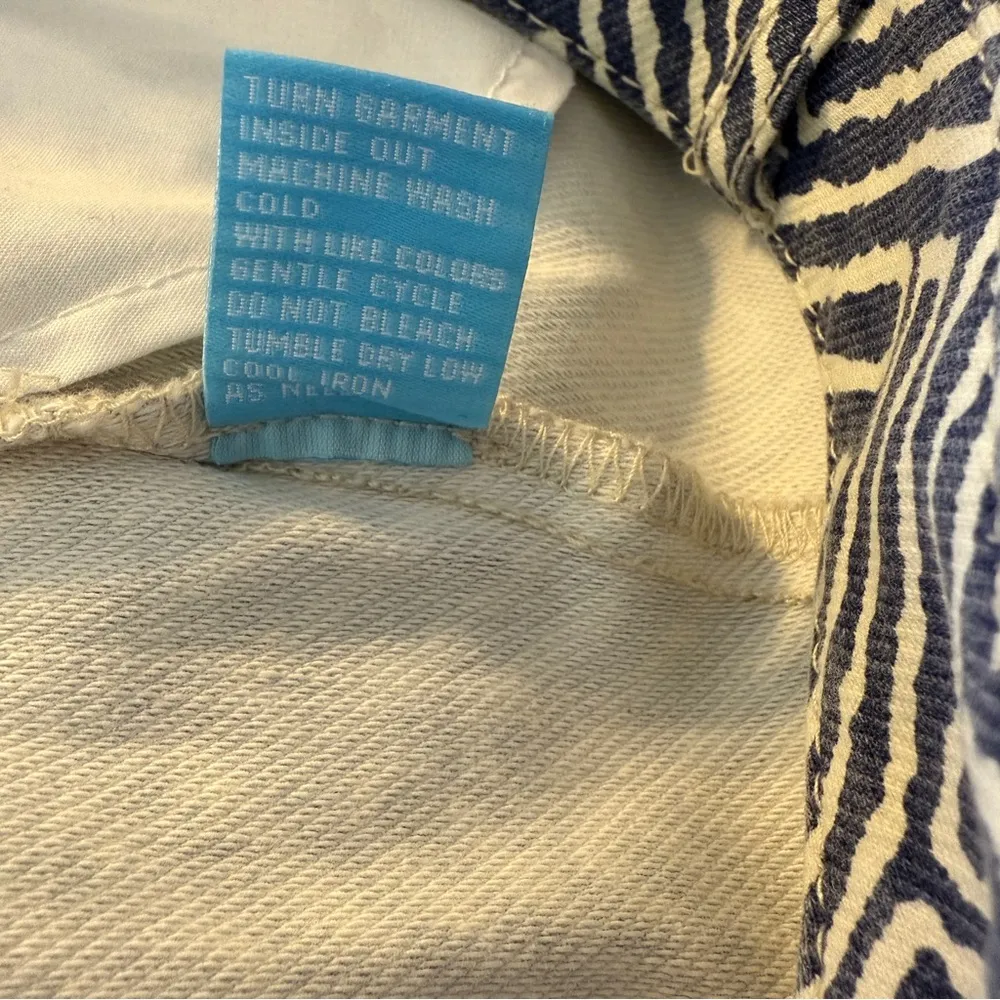 TURN GARMENT
INSIDE OUT
MACHINE WASH
COLD
WITH LIKE COLORS
GENTLE CYCLE
DO NOT BLEACH
TUMBLE DRY LOW
COOL IRON
AS